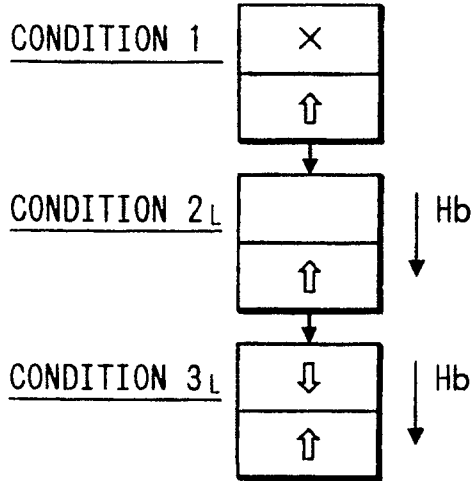 CONDITION 1
×
CONDITION 2L
Hb
CONDITION 3L
Hb